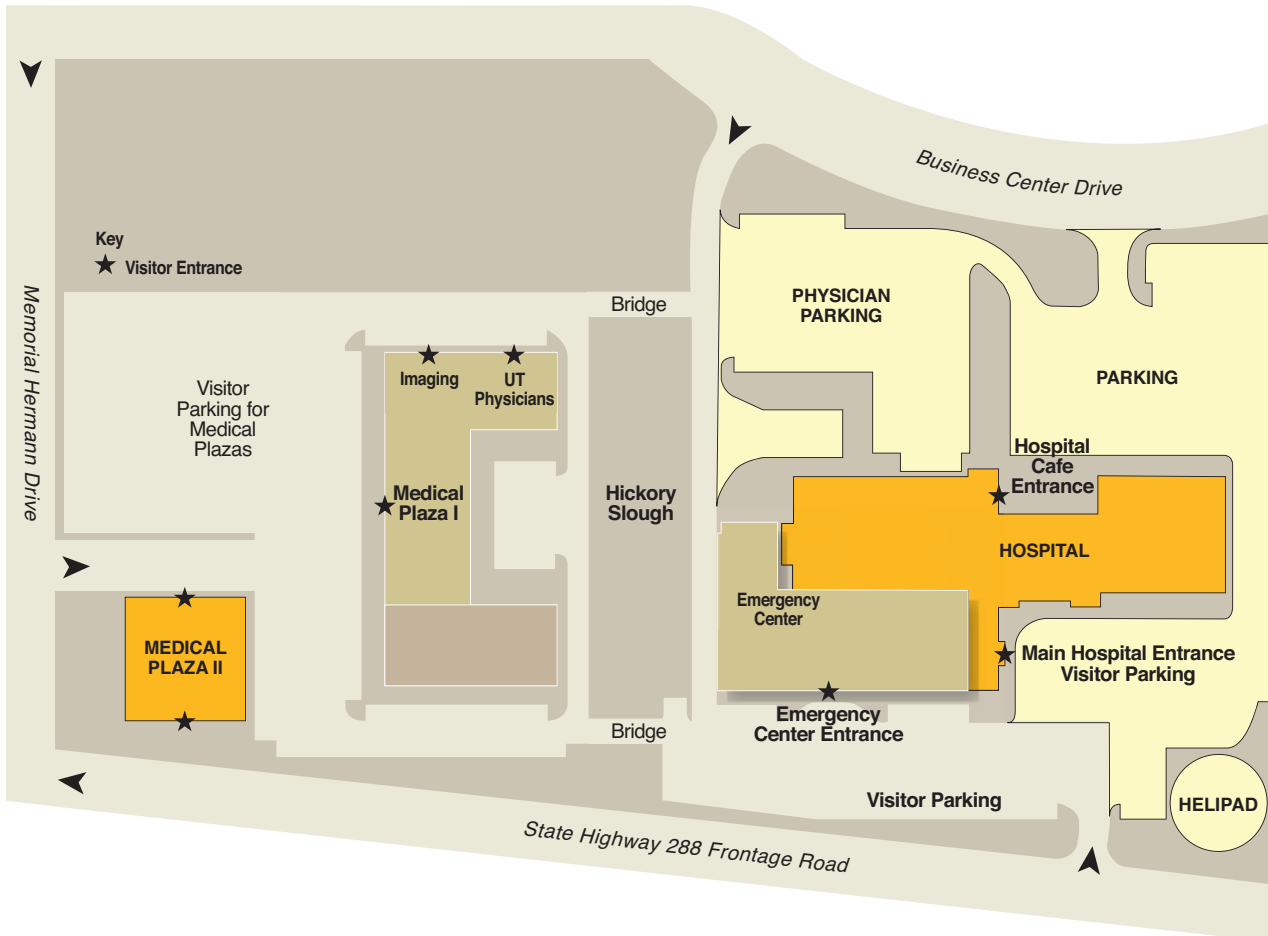 Business Center Drive
Key
Visitor Entrance
Memorial Hermann Drive
Bridge
PHYSICIAN
PARKING
Imaging
UT
Physicians
Visitor
Parking for
Medical
Plazas
PARKING
Hospital
Cafe
Entrance
Medical
Plaza I
Hickory
Slough
HOSPITAL
Emergency
Center
MEDICAL
PLAZA II
Main Hospital Entrance
Visitor Parking
Emergency
Center Entrance
Bridge
Visitor Parking
HELIPAD
State Highway 288 Frontage Road